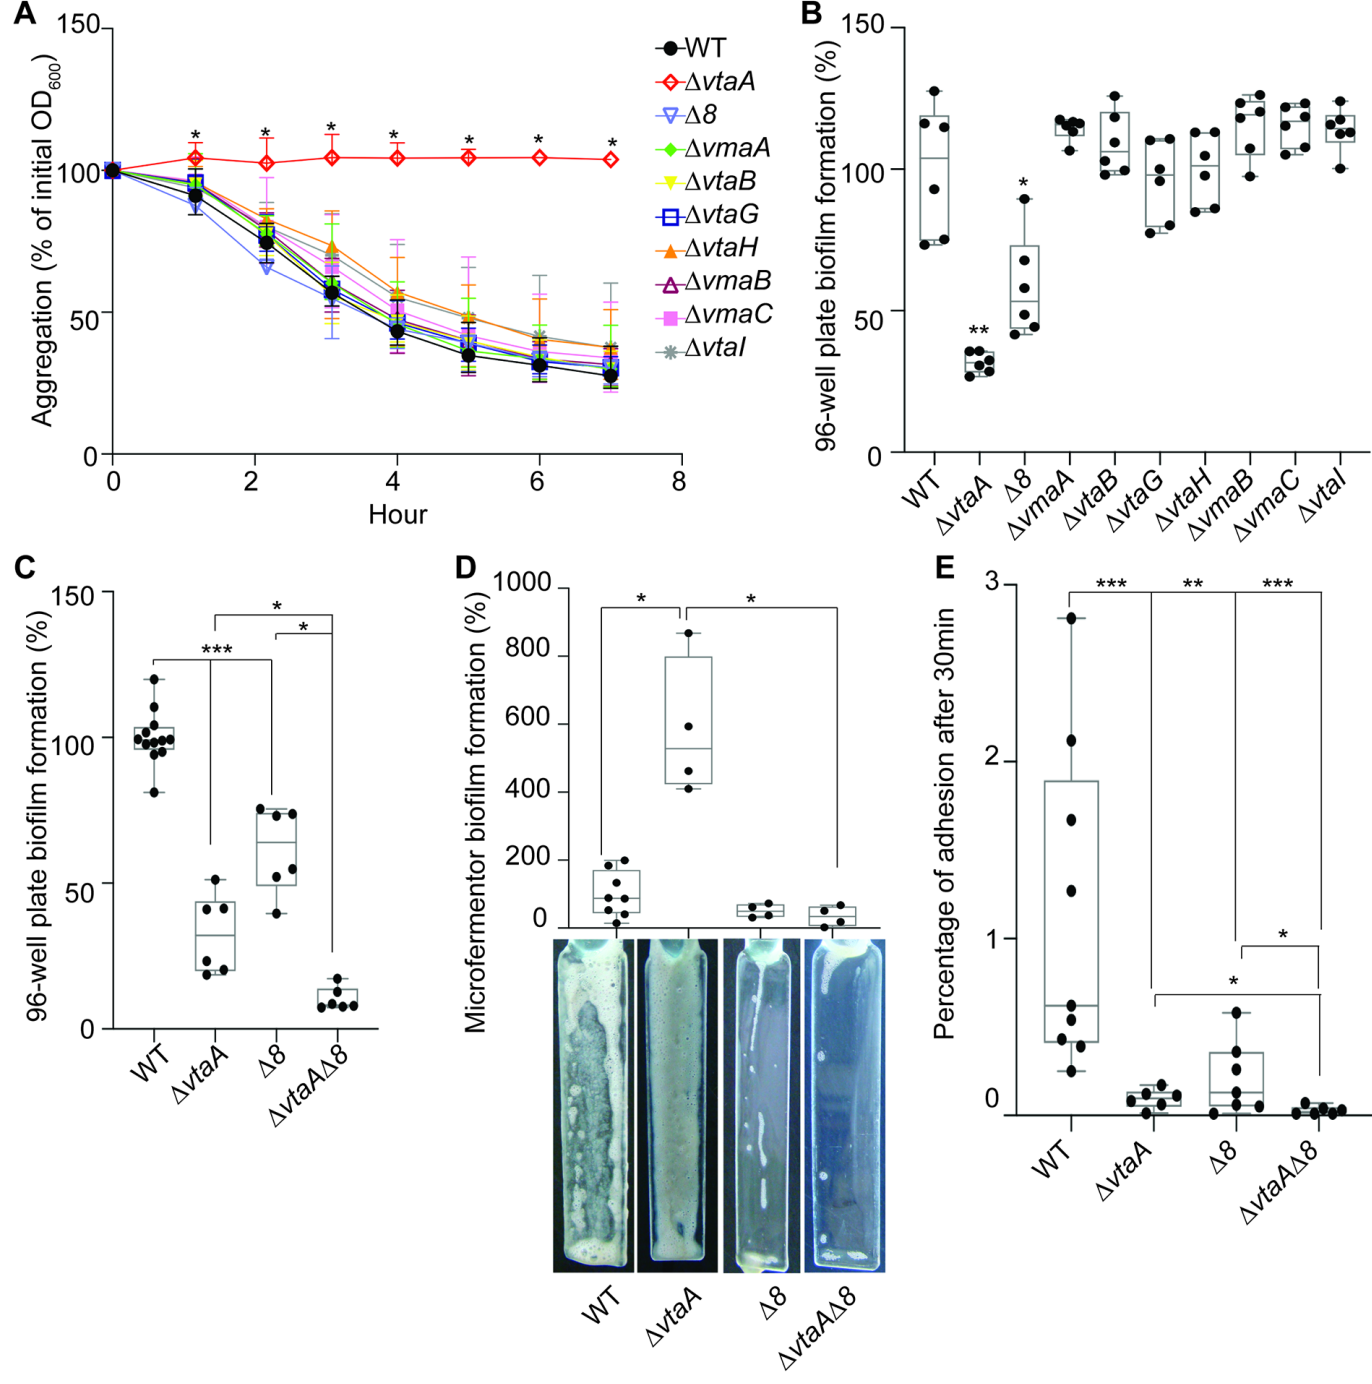 A
150
100
50
0
Aggregation (% of initial OD600)
* * * * * * *
0 2 4 6 8
Hour
WT
ΔvtaA
Δ8
ΔvmaA
ΔvtaB
ΔvtaG
ΔvtaH
ΔvmaB
ΔvmaC
ΔvtaI
B
150
100
50
0
96-well plate biofilm formation (%)
**
*
WT
ΔvtaA
Δ8
ΔvmaA
ΔvtaB
ΔvtaG
ΔvtaH
ΔvmaB
ΔvmaC
ΔvtaI
C
150
100
50
0
96-well plate biofilm formation (%)
*
*
***
WT
ΔvtaA
Δ8
ΔvtaAΔ8
D
1000
800
600
400
200
0
Microfermentor biofilm formation (%)
* *
WT
ΔvtaA
Δ8
ΔvtaAΔ8
E
3
2
1
0
Percentage of adhesion after 30min
*** ** ***
*
*
WT
ΔvtaA
Δ8
ΔvtaAΔ8